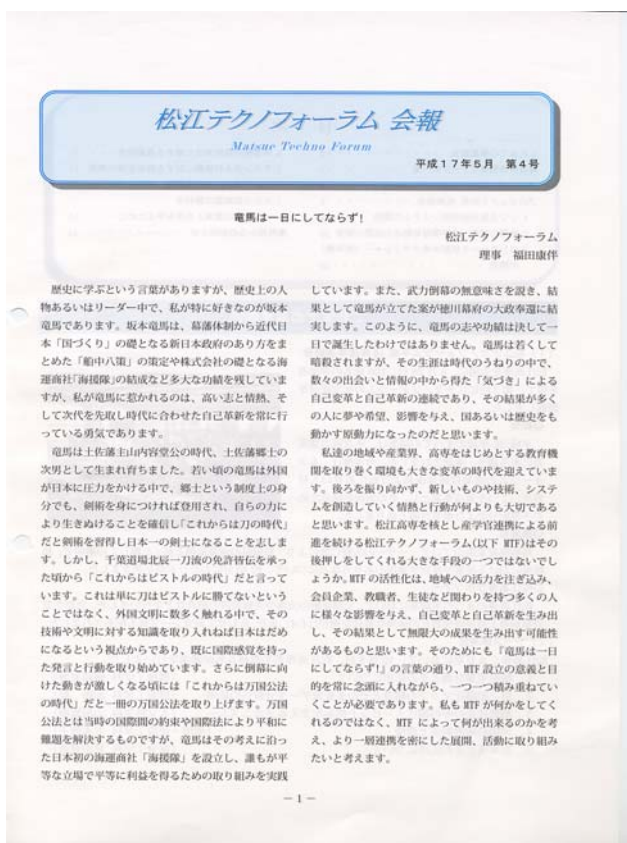 松江テクノフォーラム 会報
Matsue Techno Forum
平成17年5月 第4号
竜馬は一日にしてならず!
松江テクノフォーラム
理事 福田康伴
歴史に学ぶという言葉がありますが、歴史上の人
物あるいはリーダー中で、私が特に好きなのが坂本
竜馬であります。坂本竜馬は、幕藩体制から近代日
本「国づくり」の礎となる新日本政府のあり方をま
とめた「船中八策」の策定や株式会社の礎となる海
運商社「海援隊」の結成など多大な功績を残していま
すが、私が竜馬に惹かれるのは、高い志と情熱、そ
して次代を先取し時代に合わせた自己革新を常に行
っている勇気であります。
竜馬は土佐藩主山内容堂公の時代、土佐藩郷士の
次男として生まれ育ちました。若い頃の竜馬は外国
が日本に圧力をかける中で、郷士という制度上の身
分でも、剣術を身につければ登用され、自らの力に
より生きぬけることを確信し「これからは刀の時代」
だと剣術を習得し日本一の剣士になることを志しま
す。しかし、千葉道場北辰一刀流の免許皆伝を承っ
た頃から「これからはピストルの時代」だと言って
います。これは単に刀はピストルに勝てないという
ことではなく、外国文明に数多く触れる中で、その
技術や文明に対する知識を取り入れねば日本はだめ
になるという視点からであり、既に国際感覚を持っ
た発言と行動を取り始めています。さらに倒幕に向
けた動きが激しくなる頃には「これからは万国公法
の時代」だと一冊の万国公法を取り上げます。万国
公法とは当時の国際間の約束や国際法により平和に
難題を解決するものですが、竜馬はその考えに沿っ
た日本初の海運商社「海援隊」を設立し、誰もが平
等な立場で平等に利益を得るための取り組みを実践
しています。また、武力倒幕の無意味さを説き、結
果として竜馬が立てた案が徳川幕府の大政奉還に結
実します。このように、竜馬の志や功績は決して一
日で誕生したわけではありません。竜馬は若くして
暗殺されますが、その生涯は時代のうねりの中で、
数々の出会いと情報の中から得た「気づき」による
自己変革と自己革新の連続であり、その結果が多く
の人に夢や希望、影響を与え、国あるいは歴史をも
動かす原動力になったのだと思います。
私達の地域や産業界、高専をはじめとする教育機
関を取り巻く環境も大きな変革の時代を迎えていま
す。後ろを振り向かず、新しいものや技術、システ
ムを創造していく情熱と行動が何よりも大切である
と思います。松江高専を核とし産学官連携による前
進を続ける松江テクノフォーラム(以下 MTF)はその
後押しをしてくれる大きな手段の一つではないでし
ょうか。MTF の活性化は、地域への活力を注ぎ込み、
会員企業、教職者、生徒など関わりを持つ多くの人
に様々な影響を与え、自己変革と自己革新を生み出
し、その結果として無限大の成果を生み出す可能性
があるものと思います。そのためにも『竜馬は一日
にしてならず!』の言葉の通り、MTF 設立の意義と目
的を常に念頭に入れながら、一つ一つ積み重ねてい
くことが必要であります。私も MTF が何かをしてく
れるのではなく、MTF によって何が出来るのかを考
え、より一層連携を密にした展開、活動に取り組み
たいと考えます。
－1－